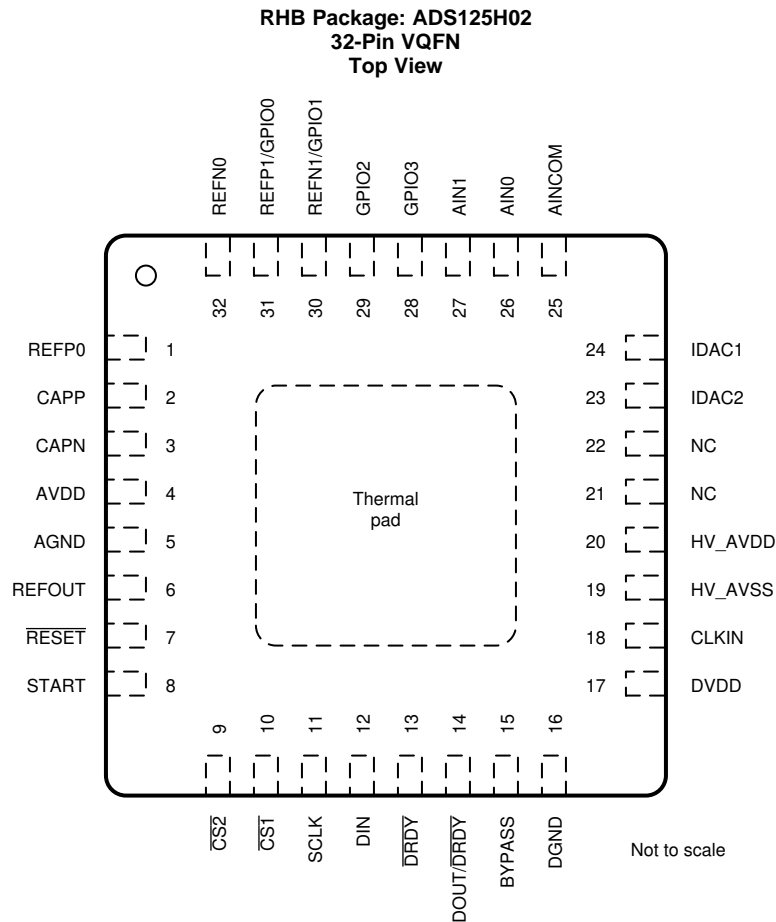 RHB Package: ADS125H02
32-Pin VQFN
Top View
REFN0
REFP1/GPIO0
REFN1/GPIO1
GPIO2
GPIO3
AIN1
AIN0
AINCOM
32
31
30
29
28
27
26
25
REFP0 1
CAPP 2
CAPN 3
AVDD 4
AGND 5
REFOUT 6
RESET 7
START 8
Thermal
pad
24 IDAC1
23 IDAC2
22 NC
21 NC
20 HV_AVDD
19 HV_AVSS
18 CLKIN
17 DVDD
9
10
11
12
13
14
15
16
CS2
CS1
SCLK
DIN
DRDY
DOUT/DRDY
BYPASS
DGND
Not to scale